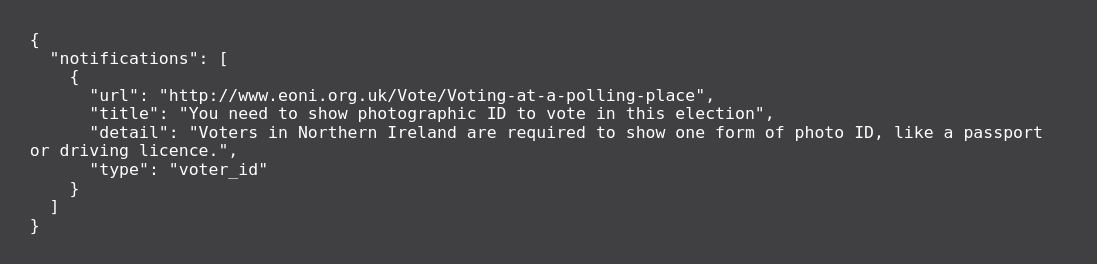 {
  "notifications": [
    {
      "url": "http://www.eoni.org.uk/Vote/Voting-at-a-polling-place",
      "title": "You need to show photographic ID to vote in this election",
      "detail": "Voters in Northern Ireland are required to show one form of photo ID, like a passport
or driving licence.",
      "type": "voter_id"
    }
  ]
}